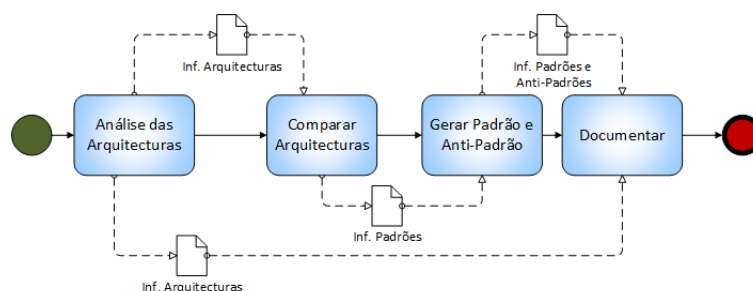 Inf. Arquitecturas
Inf. Padrões e
Anti-Padrões
Análise das
Arquitecturas
Comparar
Arquitecturas
Gerar Padrão e
Anti-Padrão
Documentar
Inf. Padrões
Inf. Arquitecturas